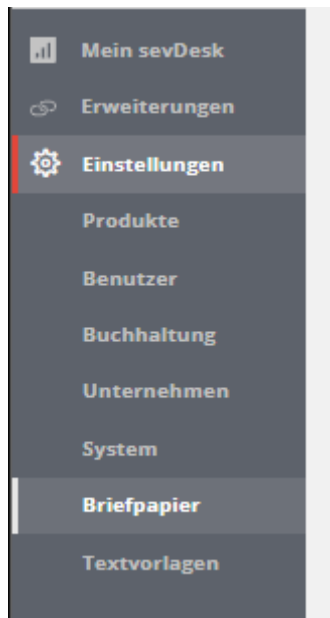 Mein sevDesk
Erweiterungen
Einstellungen
Produkte
Benutzer
Buchhaltung
Unternehmen
System
Briefpapier
Textvorlagen